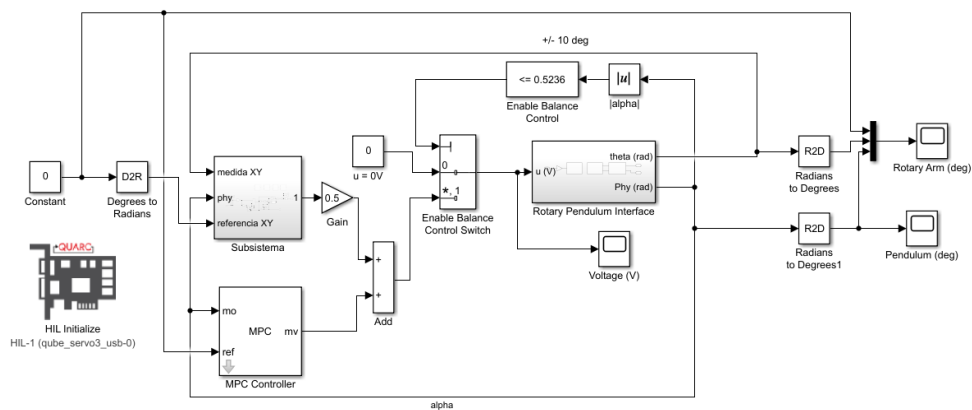 +/- 10 deg
<= 0.5236
Enable Balance
Control
|u|
|alpha|
0
Constant
D2R
Degrees to
Radians
medida XY
phy
referencia XY
1
Subsistema
0.5
Gain
0
u = 0V
0
*, 1
Enable Balance
Control Switch
u (V)
theta (rad)
Phy (rad)
Rotary Pendulum Interface
Voltage (V)
R2D
Radians
to Degrees
Rotary Arm (deg)
R2D
Radians
to Degrees1
Pendulum (deg)
QUARC
HIL Initialize
HIL-1 (qube_servo3_usb-0)
mo
MPC
mv
ref
MPC Controller
+
+
Add
alpha